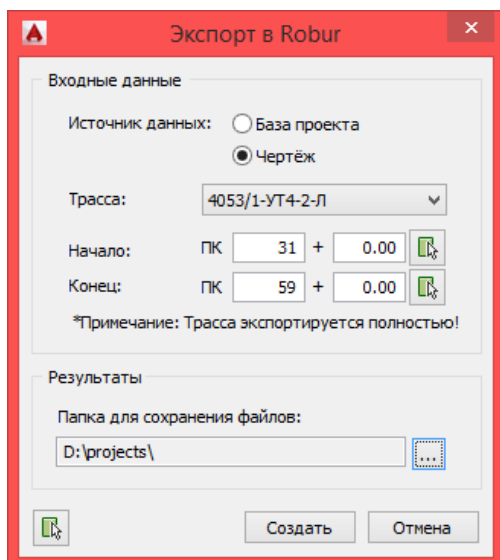 Экспорт в Robur
Входные данные
Источник данных: База проекта
Чертёж
Трасса: 4053/1-УТ4-2-Л
Начало: ПК 31 + 0.00
Конец: ПК 59 + 0.00
*Примечание: Трасса экспортируется полностью!
Результаты
Папка для сохранения файлов:
D:\projects\ ...
Создать Отмена